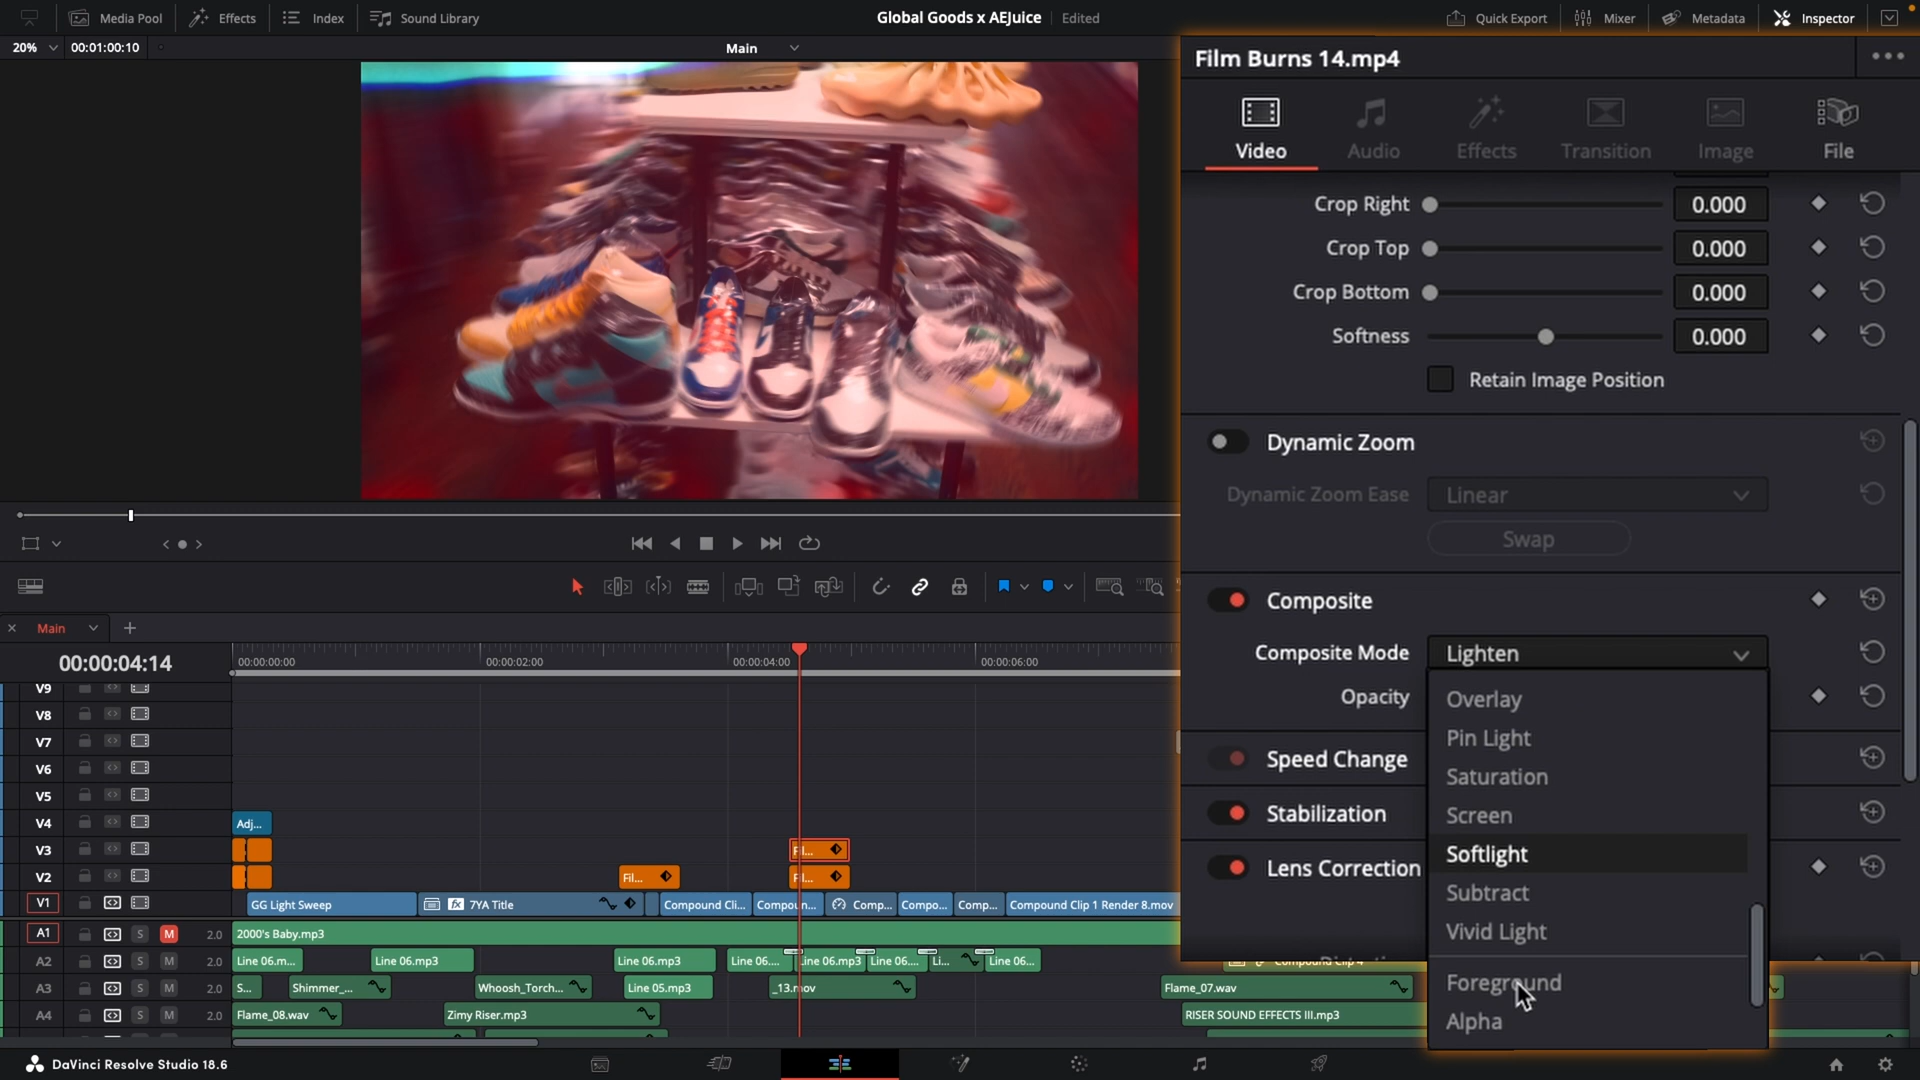 Media Pool Effects Index Sound Library Global Goods x AEJuice Edited Quick Export Mixer Metadata Inspector
20% 00:01:00:10 Main
Film Burns 14.mp4
Video Audio Effects Transition Image File
Crop Right 0.000
Crop Top 0.000
Crop Bottom 0.000
Softness 0.000
Retain Image Position
Dynamic Zoom
Dynamic Zoom Ease Linear
Swap
Composite
Composite Mode Lighten
Opacity
Overlay
Pin Light
Saturation
Screen
Softlight
Subtract
Vivid Light
Foreground
Alpha
Speed Change
Stabilization
Lens Correction
Main
00:00:04:14 00:00:00:00 00:00:02:00 00:00:04:00 00:00:06:00
V9
V8
V7
V6
V5
V4 Adj...
V3
V2 Fil...
V1 GG Light Sweep fx 7YA Title Compound Cli... Compoun... Comp... Compo... Comp... Compound Clip 1 Render 8.mov
A1 S M 2.0 2000's Baby.mp3
A2 S M 2.0 Line 06.m... Line 06.mp3 Line 06.mp3 Line 06.... Line 06.mp3 Line 06.... Li... Line 06...
A3 S M 2.0 S... Shimmer_... Whoosh_Torch... Line 05.mp3 _13.mov Flame_07.wav
A4 S M 2.0 Flame_08.wav Zimy Riser.mp3 RISER SOUND EFFECTS III.mp3
DaVinci Resolve Studio 18.6